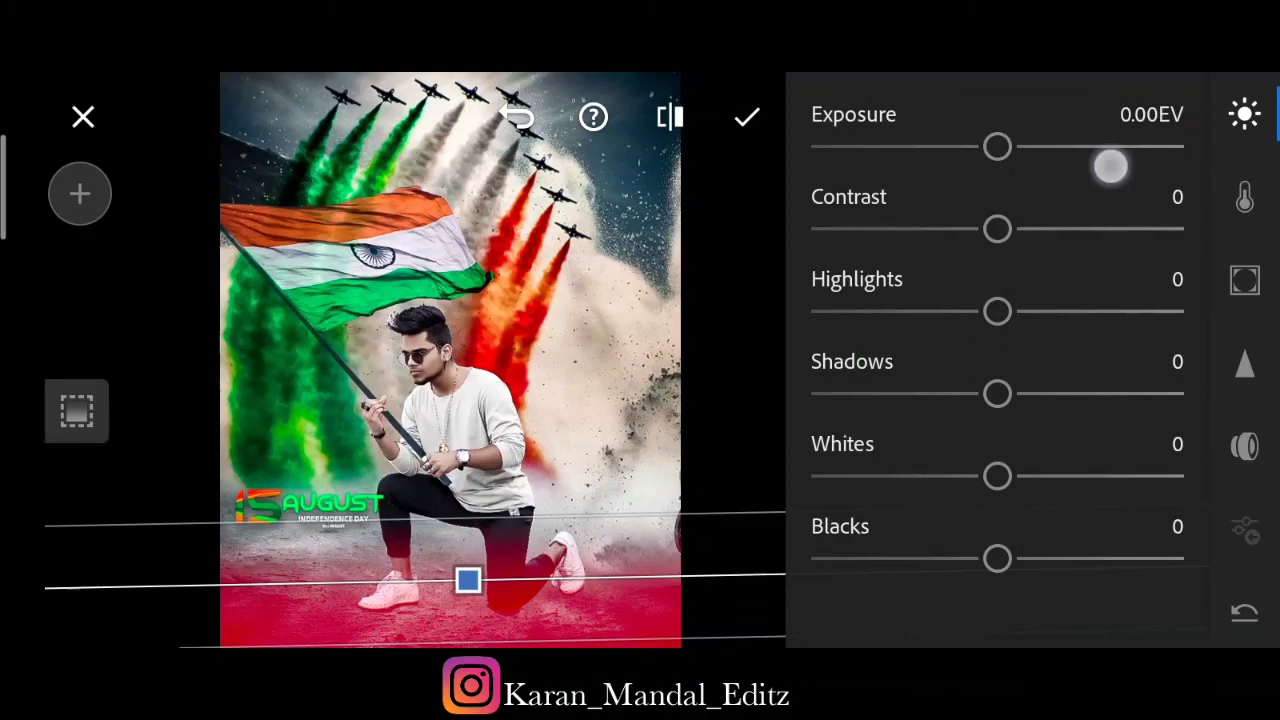 Exposure 0.00EV
Contrast 0
Highlights 0
Shadows 0
Whites 0
Blacks 0
15 AUGUST
INDEPENDENCE DAY
Karan_Mandal_Editz